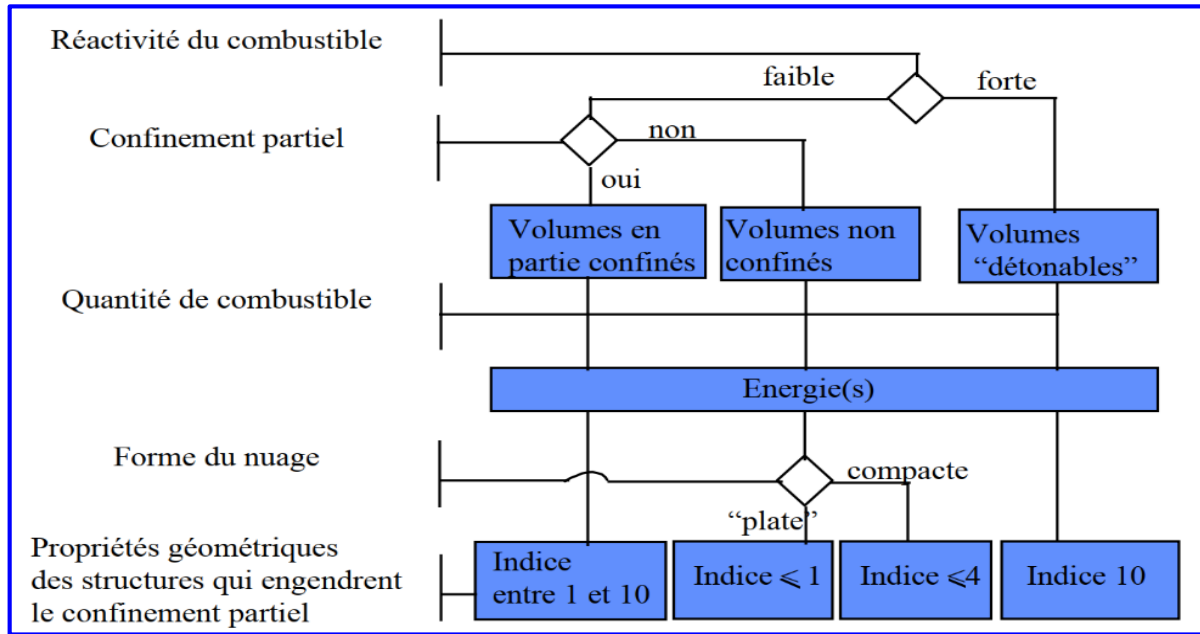 Réactivité du combustible
faible
forte
Confinement partiel
non
oui
Volumes en
partie confinés
Volumes non
confinés
Volumes
“détonables”
Quantité de combustible
Energie(s)
Forme du nuage
compacte
“plate”
Propriétés géométriques
des structures qui engendrent
le confinement partiel
Indice
entre 1 et 10
Indice ⩽ 1
Indice ⩽4
Indice 10